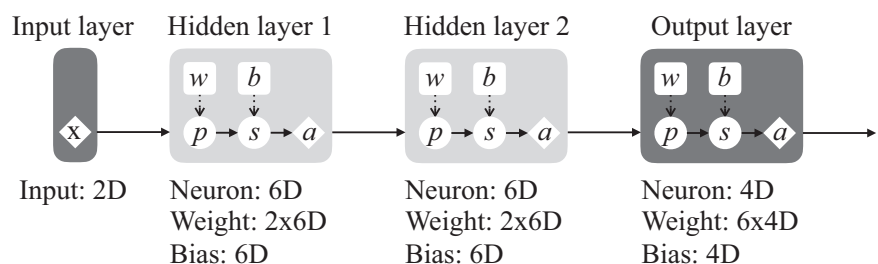 Input layer
Hidden layer 1
Hidden layer 2
Output layer
w b
w b
w b
x
p s a
p s a
p s a
Input: 2D
Neuron: 6D
Weight: 2x6D
Bias: 6D
Neuron: 6D
Weight: 2x6D
Bias: 6D
Neuron: 4D
Weight: 6x4D
Bias: 4D